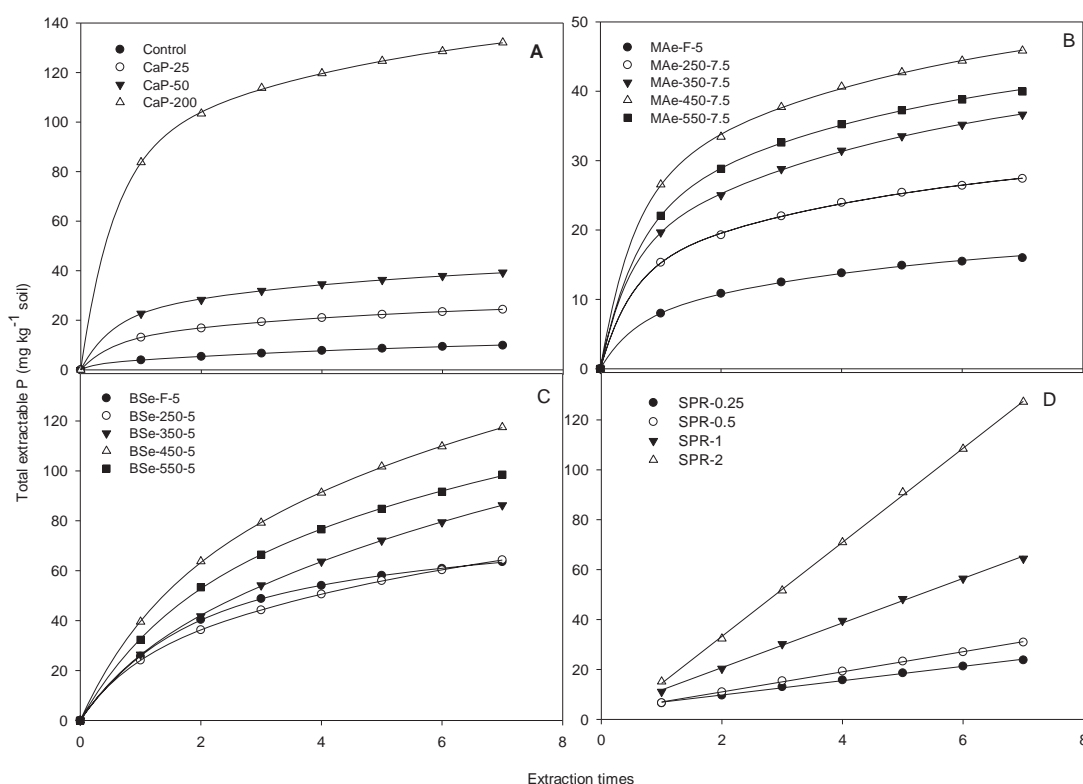 A
Control
CaP-25
CaP-50
CaP-200
140
120
100
80
60
40
20
0
0 2 4 6 8
B
MAe-F-5
MAe-250-7.5
MAe-350-7.5
MAe-450-7.5
MAe-550-7.5
50
40
30
20
10
0
0 2 4 6 8
Total extractable P (mg kg⁻¹ soil)
C
BSe-F-5
BSe-250-5
BSe-350-5
BSe-450-5
BSe-550-5
120
100
80
60
40
20
0
0 2 4 6 8
D
SPR-0.25
SPR-0.5
SPR-1
SPR-2
120
100
80
60
40
20
0
0 2 4 6 8
Extraction times